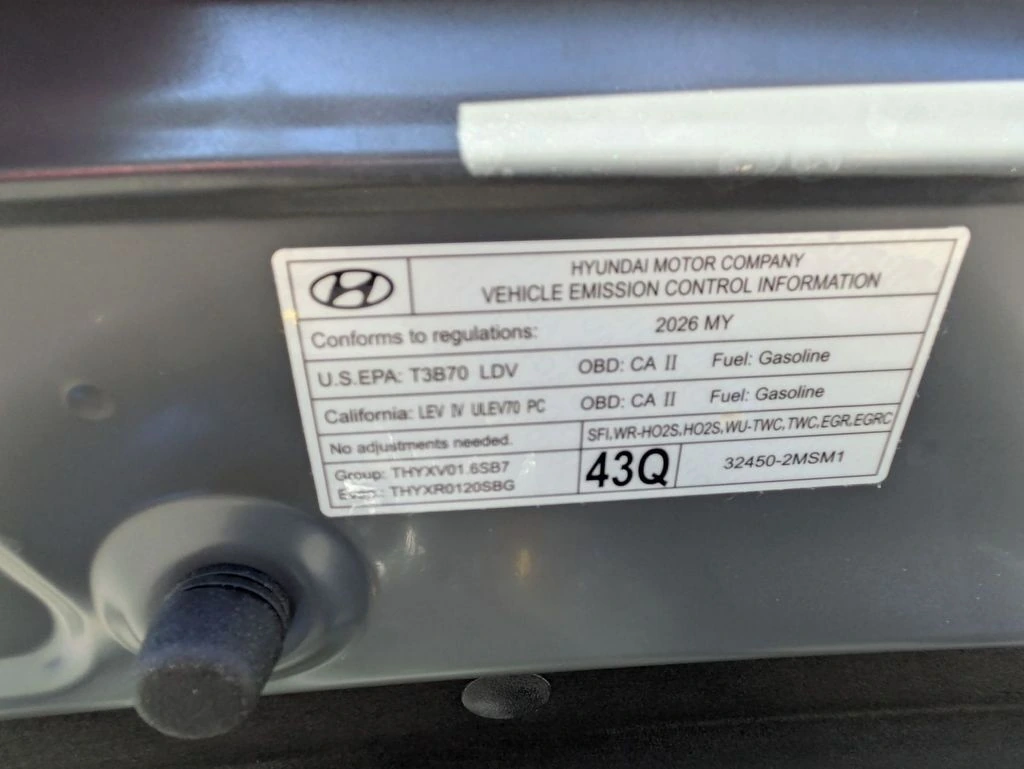 HYUNDAI MOTOR COMPANY
VEHICLE EMISSION CONTROL INFORMATION
Conforms to regulations: 2026 MY
U.S.EPA: T3B70 LDV OBD: CA II Fuel: Gasoline
California: LEV IV ULEV70 PC OBD: CA II Fuel: Gasoline
No adjustments needed. SFI,WR-HO2S,HO2S,WU-TWC,TWC,EGR,EGRC
Group: THYXV01.6SB7
Evap.: THYXR0120SBG
43Q 32450-2MSM1